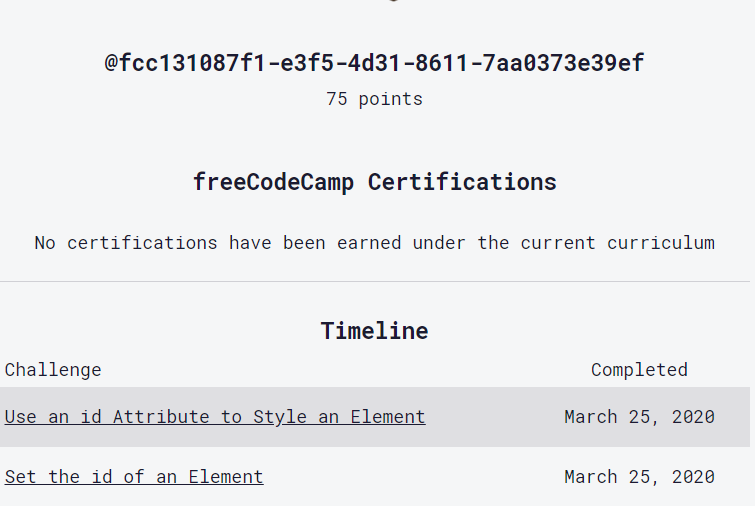 @fcc131087f1-e3f5-4d31-8611-7aa0373e39ef
75 points
freeCodeCamp Certifications
No certifications have been earned under the current curriculum
Timeline
Challenge Completed
Use an id Attribute to Style an Element March 25, 2020
Set the id of an Element March 25, 2020